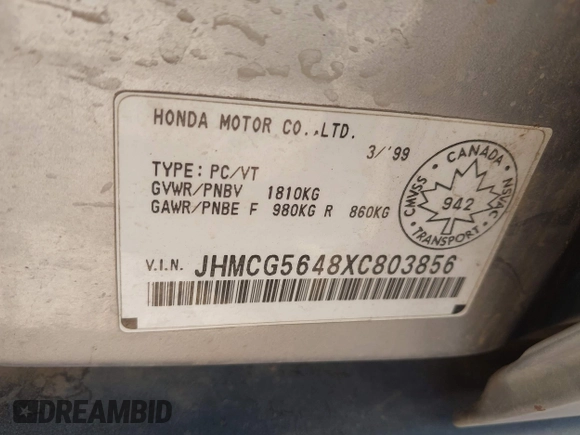 HONDA MOTOR CO.,LTD.
3/'99
TYPE: PC/VT
GVWR/PNBV 1810KG
GAWR/PNBE F 980KG R 860KG
V.I.N. JHMCG5648XC803856
CANADA
CMVSS
NSVAC
942
TRANSPORT
DREAMBID